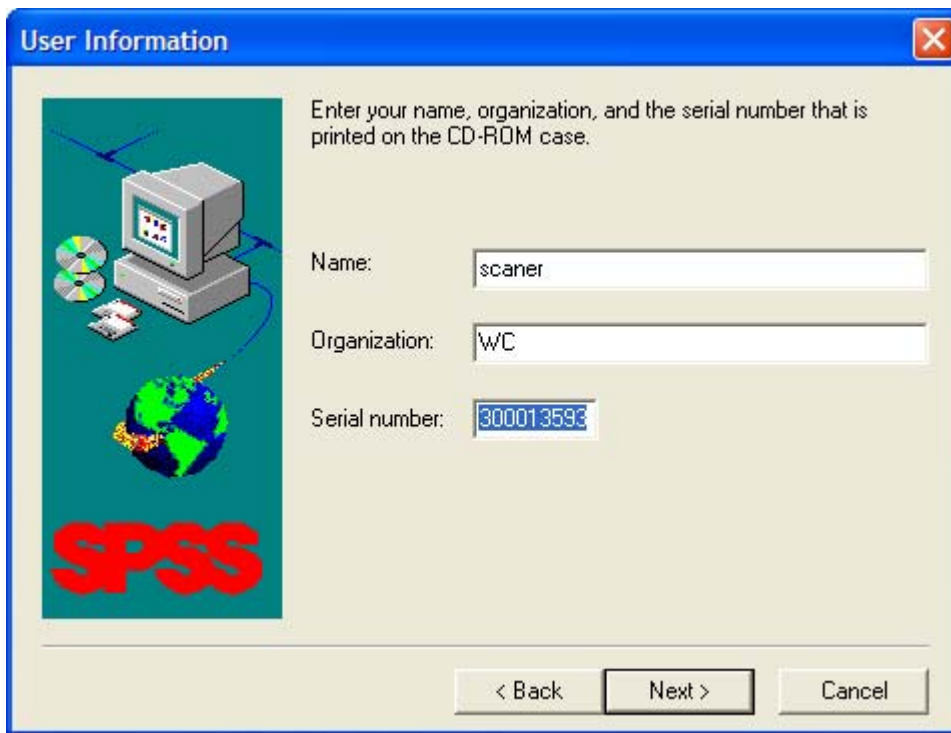 User Information
Enter your name, organization, and the serial number that is
printed on the CD-ROM case.
Name:
scaner
Organization:
WC
Serial number:
300013593
SPSS
< Back
Next >
Cancel